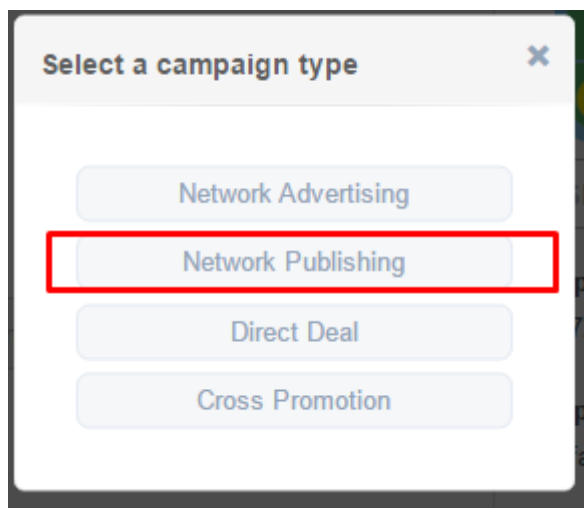 Select a campaign type
Network Advertising
Network Publishing
Direct Deal
Cross Promotion